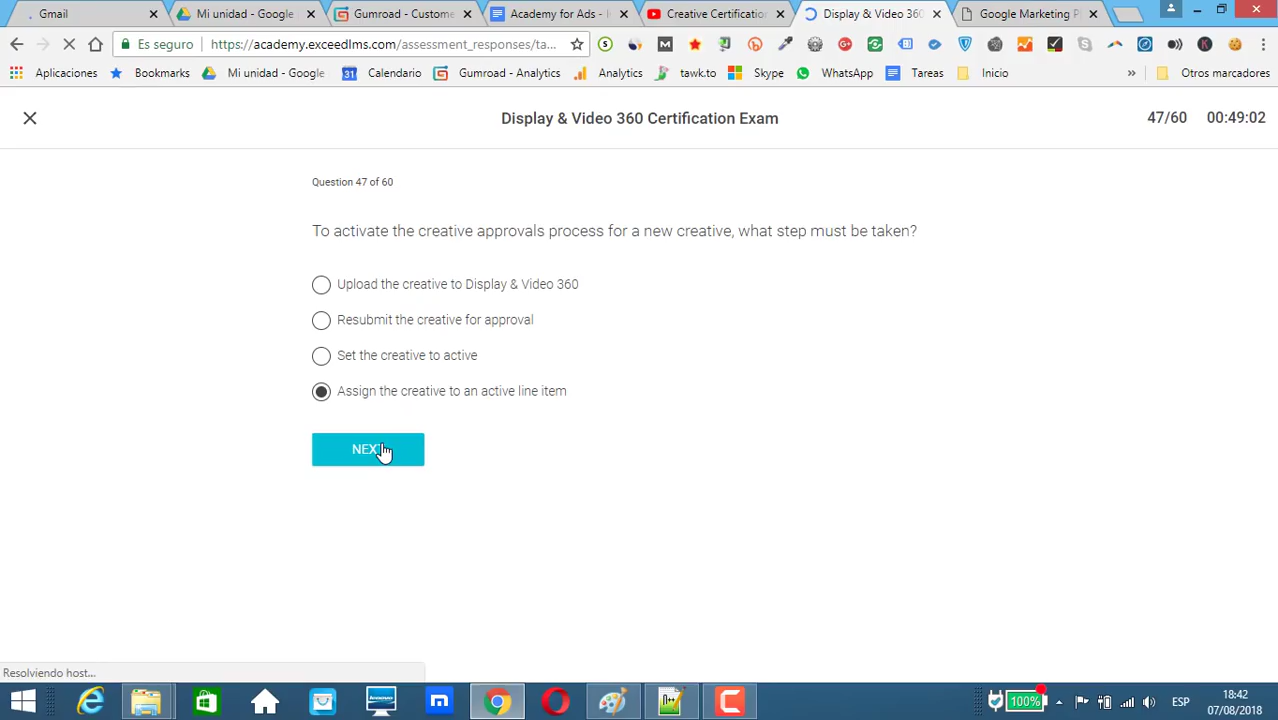 Gmail
Mi unidad - Google
Gumroad - Custome
Academy for Ads - I
Creative Certification
Display & Video 360
Google Marketing P
Es seguro
https://academy.exceedlms.com/assessment_responses/ta...
Aplicaciones
Bookmark
Mi unidad - Google
31
Calendario
Gumroad - Analytics
Analytics
tawk.to
Skype
WhatsApp
Tareas
Inicio
»
Otros marcadores
Display & Video 360 Certification Exam
47/60
00:49:02
Question 47 of 60
To activate the creative approvals process for a new creative, what step must be taken?
Upload the creative to Display & Video 360
Resubmit the creative for approval
Set the creative to active
Assign the creative to an active line item
NEX
Resolviendo host...
100%
ESP
18:42
07/08/2018